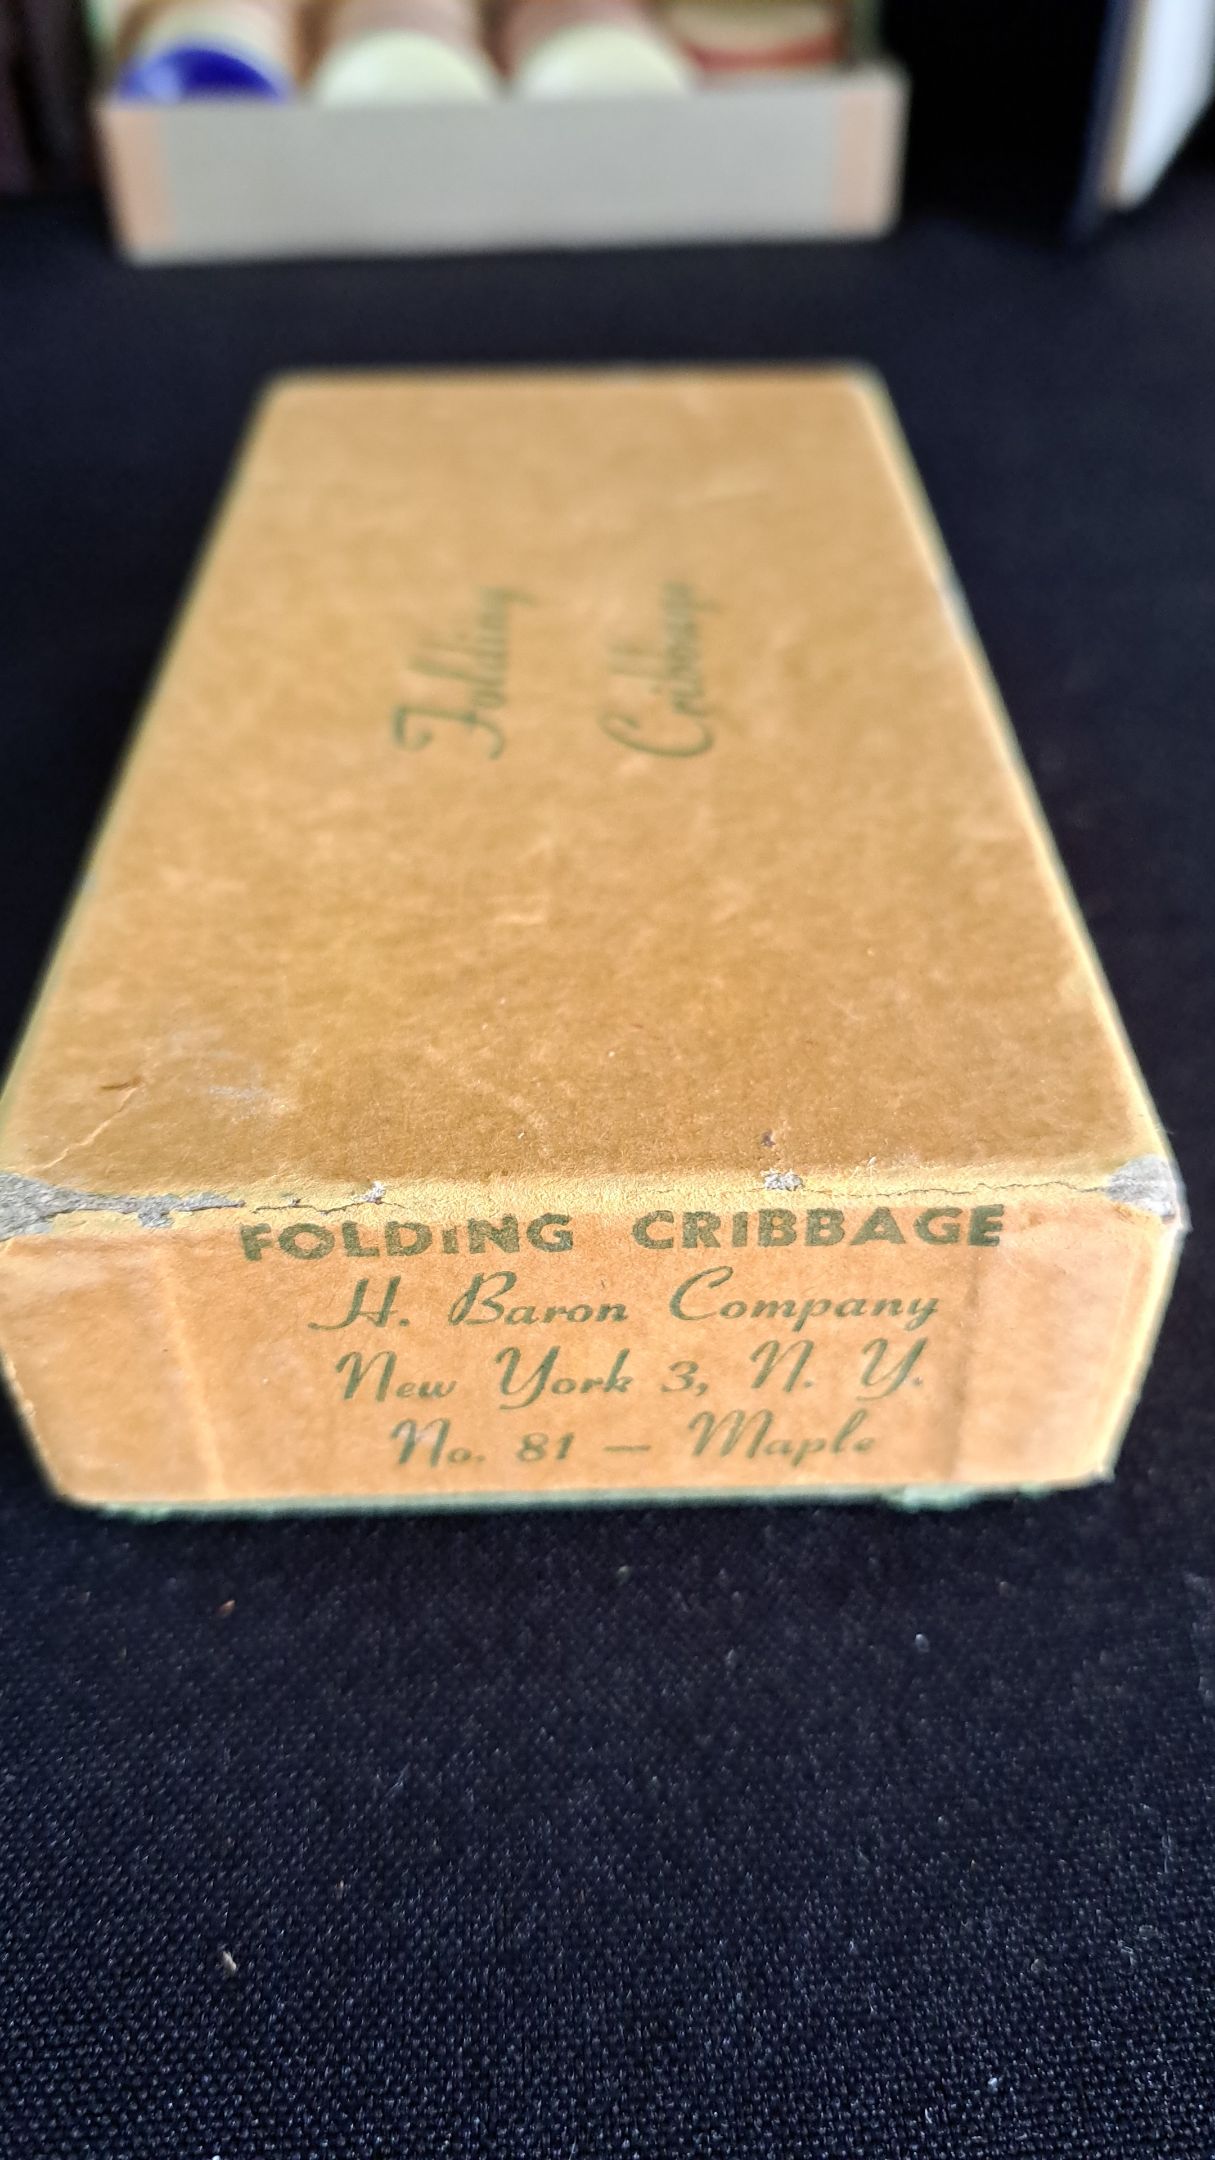 Folding
Cribbage
FOLDING CRIBBAGE
H. Baron Company
New York 3, N. Y.
No. 81 — Maple